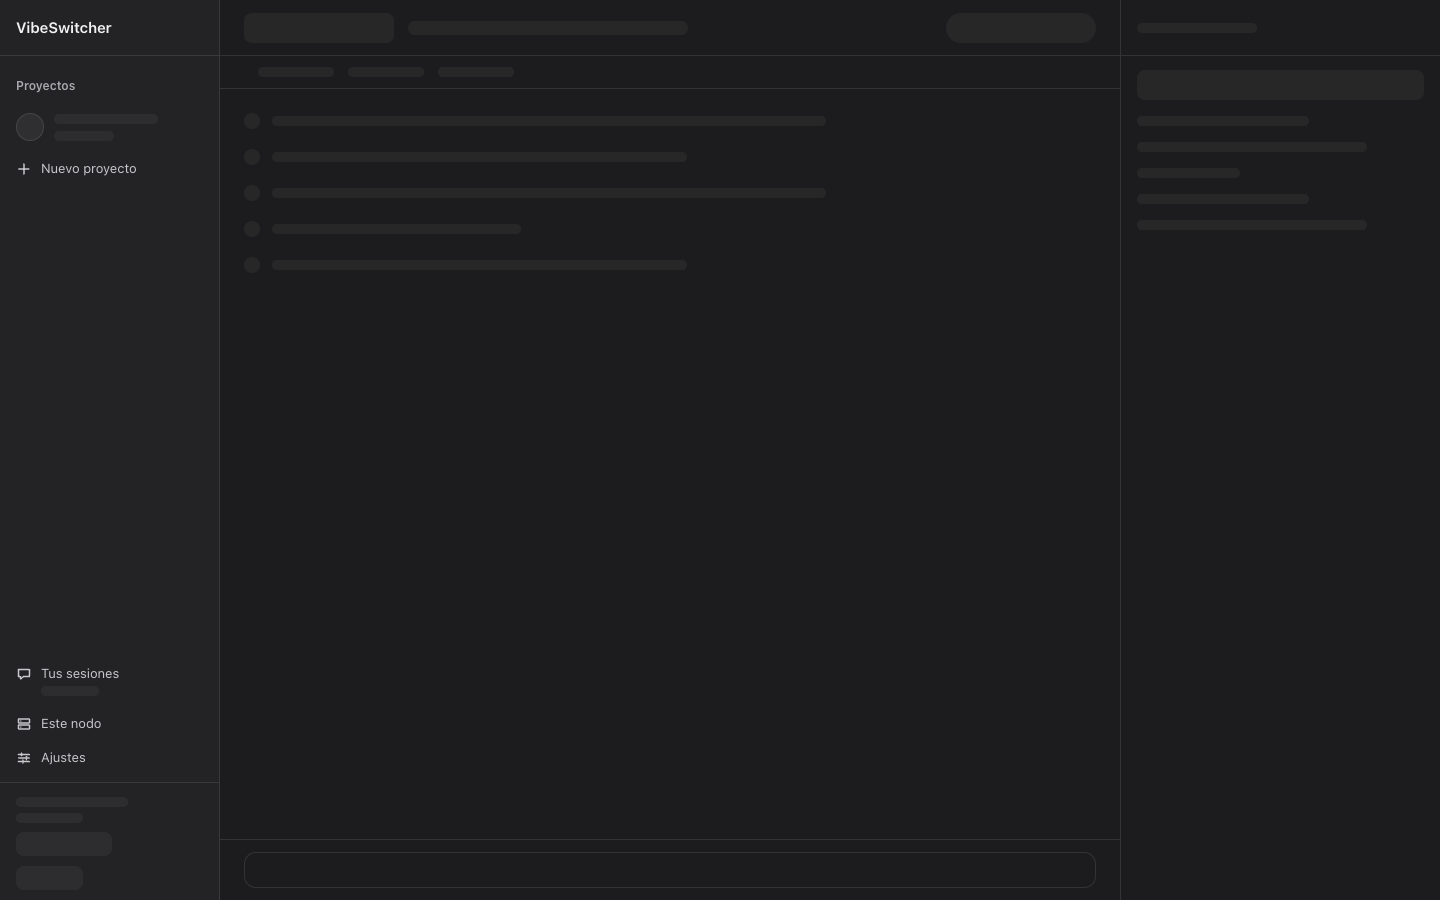 VibeSwitcher
Proyectos
Nuevo proyecto
Tus sesiones
Este nodo
Ajustes